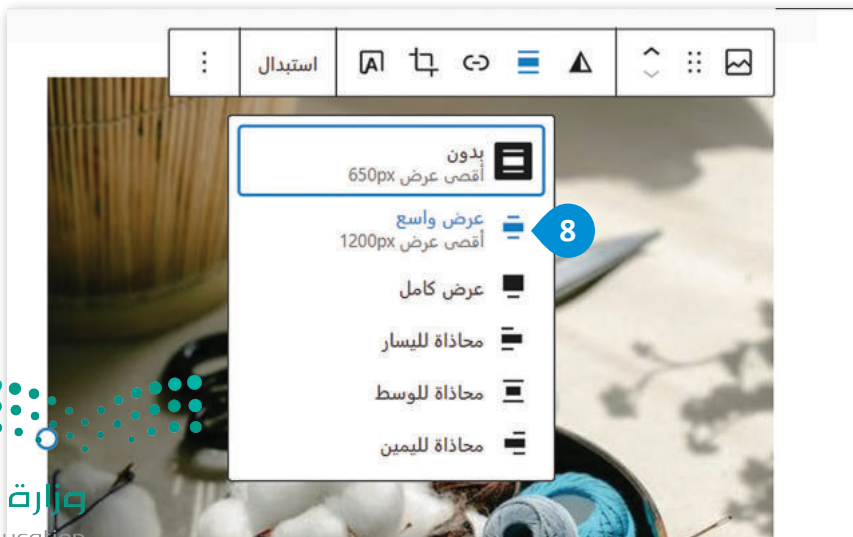 استبدال
A
بدون
أقصى عرض 650px
عرض واسع
أقصى عرض 1200px
8
عرض كامل
محاذاة لليسار
محاذاة للوسط
محاذاة لليمين
وزارة